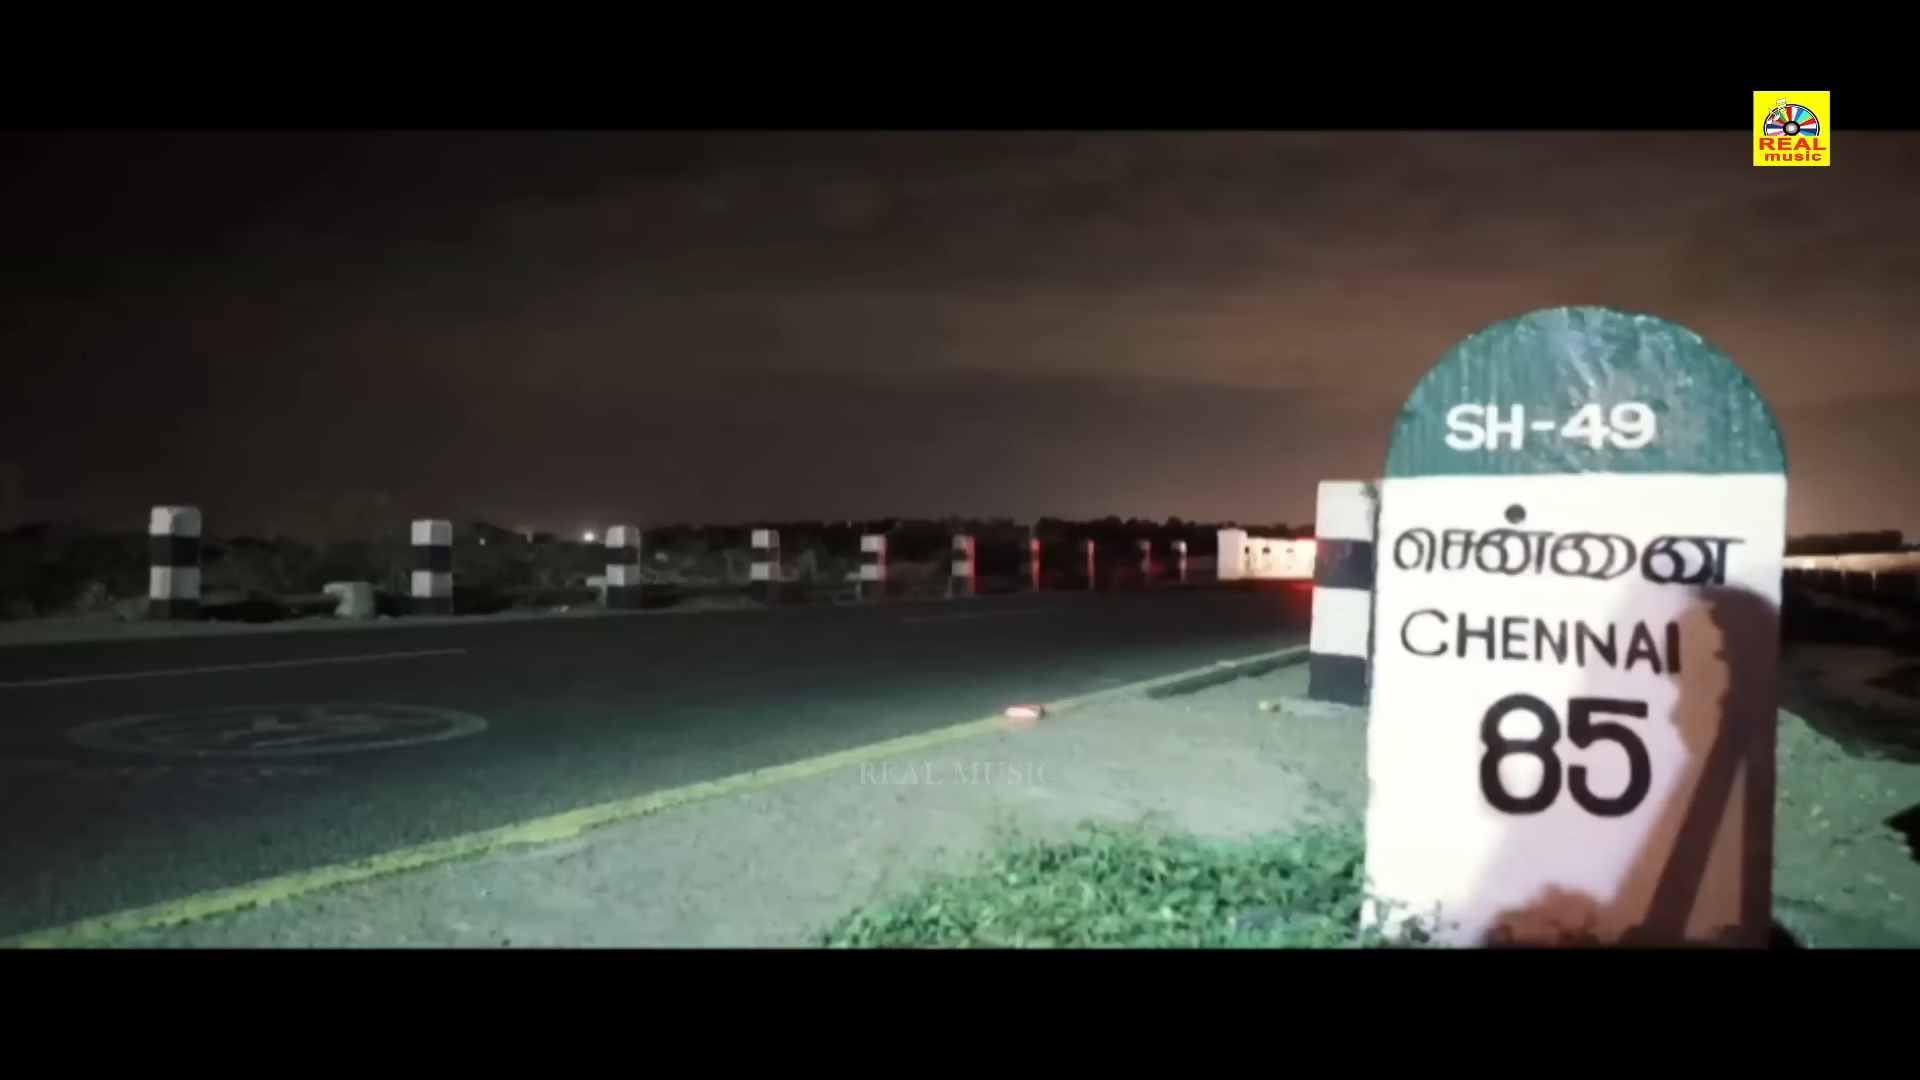 REAL
music
SH-49
சென்னை
CHENNAI
85
REAL MUSIC